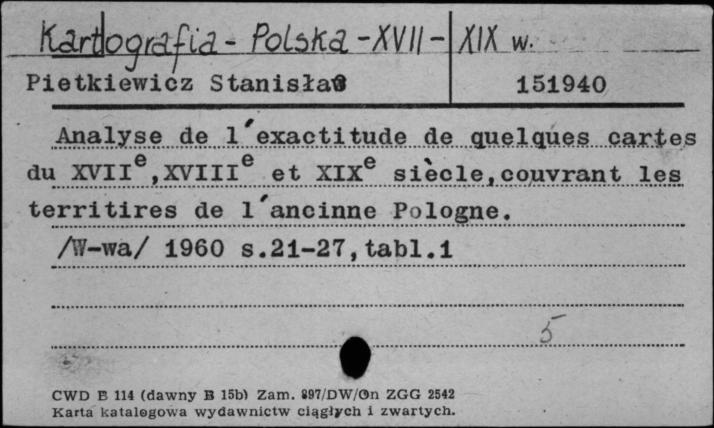 Kartografia - Polska - XVII - XIX w.
Pietkiewicz Stanisław 151940
Analyse de l'exactitude de quelques cartes
du XVIIe,XVIIIe et XIXe siècle,couvrant les
territires de l'ancinne Pologne.
/W-wa/ 1960 s.21-27,tabl.1
5
CWD B 114 (dawny B 15b) Zam. 897/DW/On ZGG 2542
Karta katalogowa wydawnictw ciągłych i zwartych.